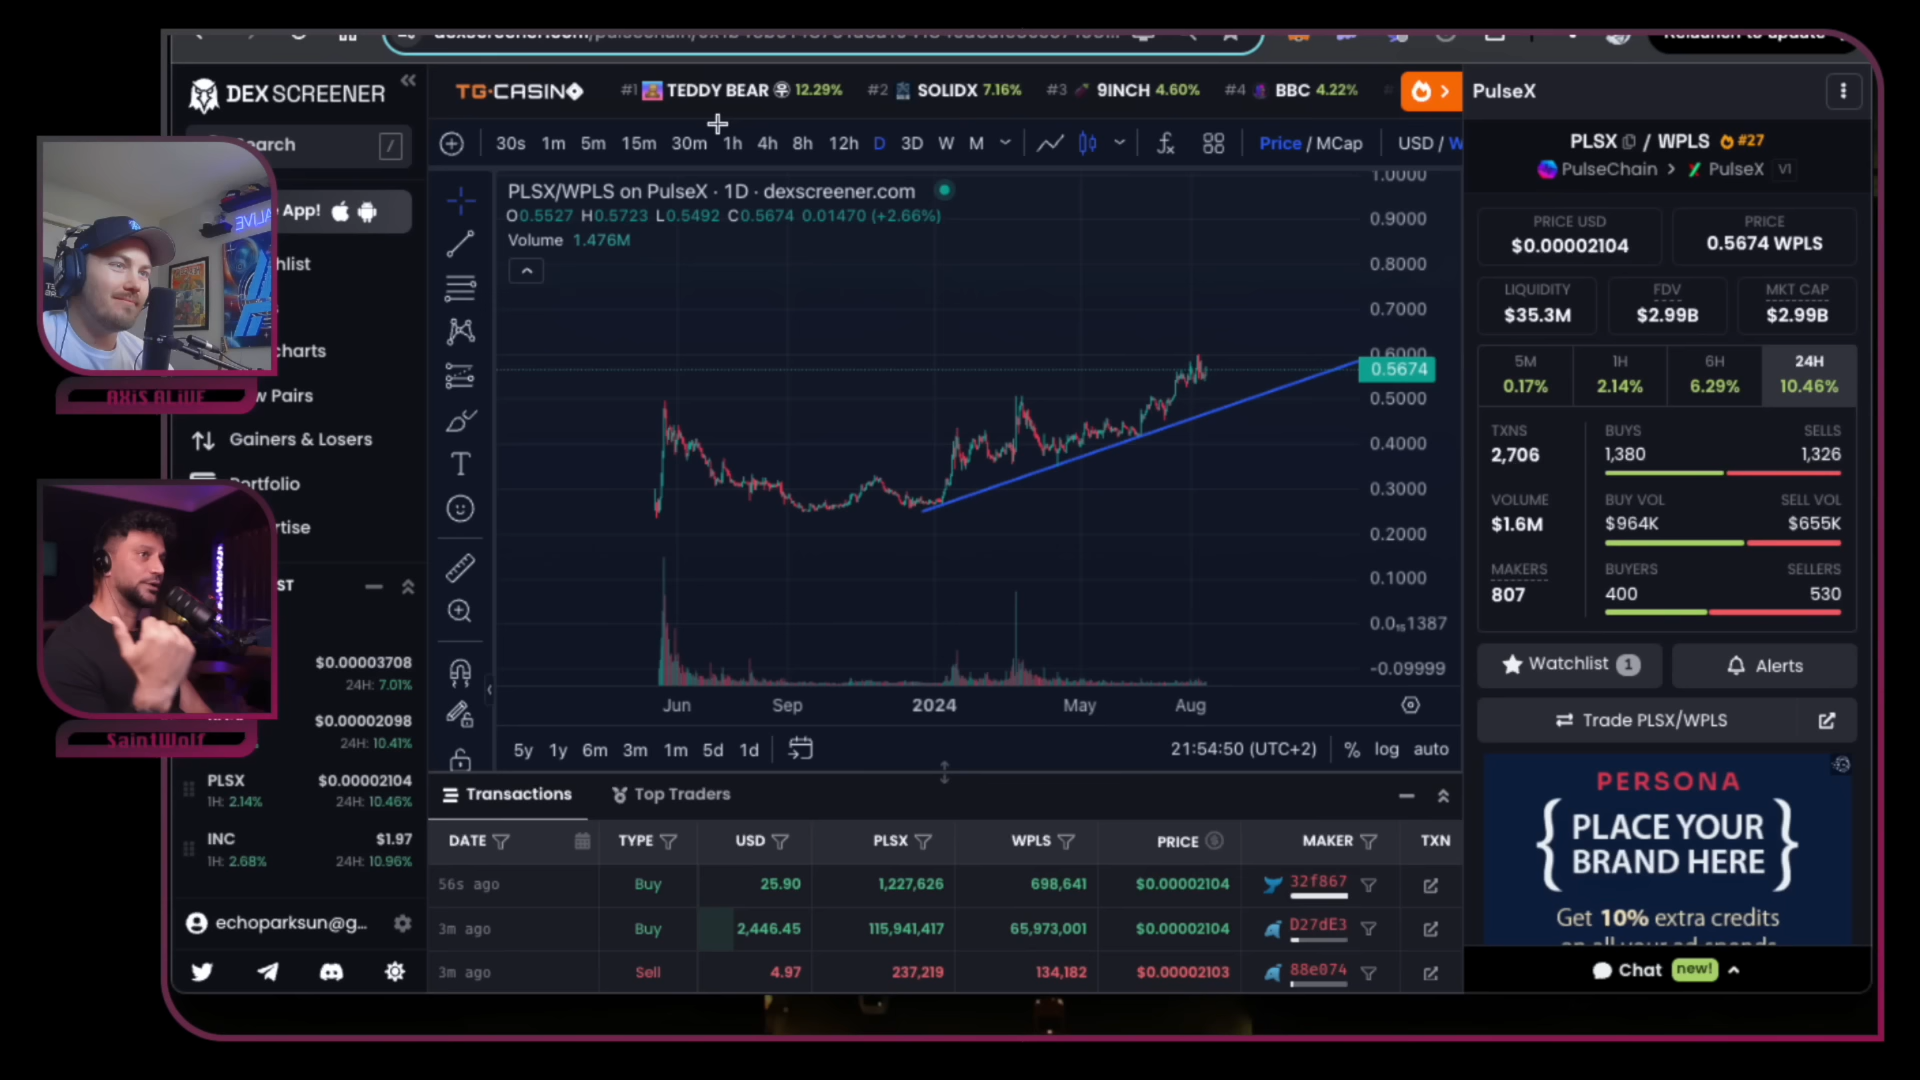 DEX SCREENER
TG.CASINO
#1 TEDDY BEAR 12.29% #2 SOLIDX 7.16% #3 9INCH 4.60% #4 BBC 4.22%
PulseX
/
30s 1m 5m 15m 30m 1h 4h 8h 12h D 3D W M
Price / MCap
USD /
PLSX / WPLS #27
PulseChain > PulseX V1
App!
PLSX/WPLS on PulseX · 1D · dexscreener.com
O0.5527 H0.5723 L0.5492 C0.5674 0.01470 (+2.66%)
Volume 1.476M
1.0000
0.9000
0.8000
0.7000
0.6000
0.5674
0.5000
0.4000
0.3000
0.2000
0.1000
0.0₁₅1387
-0.09999
Jun Sep 2024 May Aug
5y 1y 6m 3m 1m 5d 1d
21:54:50 (UTC+2) % log auto
PRICE USD
$0.00002104
PRICE
0.5674 WPLS
LIQUIDITY
$35.3M
FDV
$2.99B
MKT CAP
$2.99B
5M
0.17%
1H
2.14%
6H
6.29%
24H
10.46%
TXNS
2,706
BUYS
1,380
SELLS
1,326
VOLUME
$1.6M
BUY VOL
$964K
SELL VOL
$655K
MAKERS
807
BUYERS
400
SELLERS
530
Watchlist 1
Alerts
Trade PLSX/WPLS
PERSONA
{ PLACE YOUR
BRAND HERE }
Get 10% extra credits
Chat new!
AXiS ALiVE
Pairs
Gainers & Losers
SaintWolf
$0.00003708
24H: 7.01%
$0.00002098
24H: 10.41%
PLSX $0.00002104
1H: 2.14% 24H: 10.46%
INC $1.97
1H: 2.68% 24H: 10.96%
echoparksun@g...
Transactions Top Traders
DATE TYPE USD PLSX WPLS PRICE MAKER TXN
56s ago Buy 25.90 1,227,626 698,641 $0.00002104 32f867
3m ago Buy 2,446.45 115,941,417 65,973,001 $0.00002104 D27dE3
3m ago Sell 4.97 237,219 134,182 $0.00002103 88e074